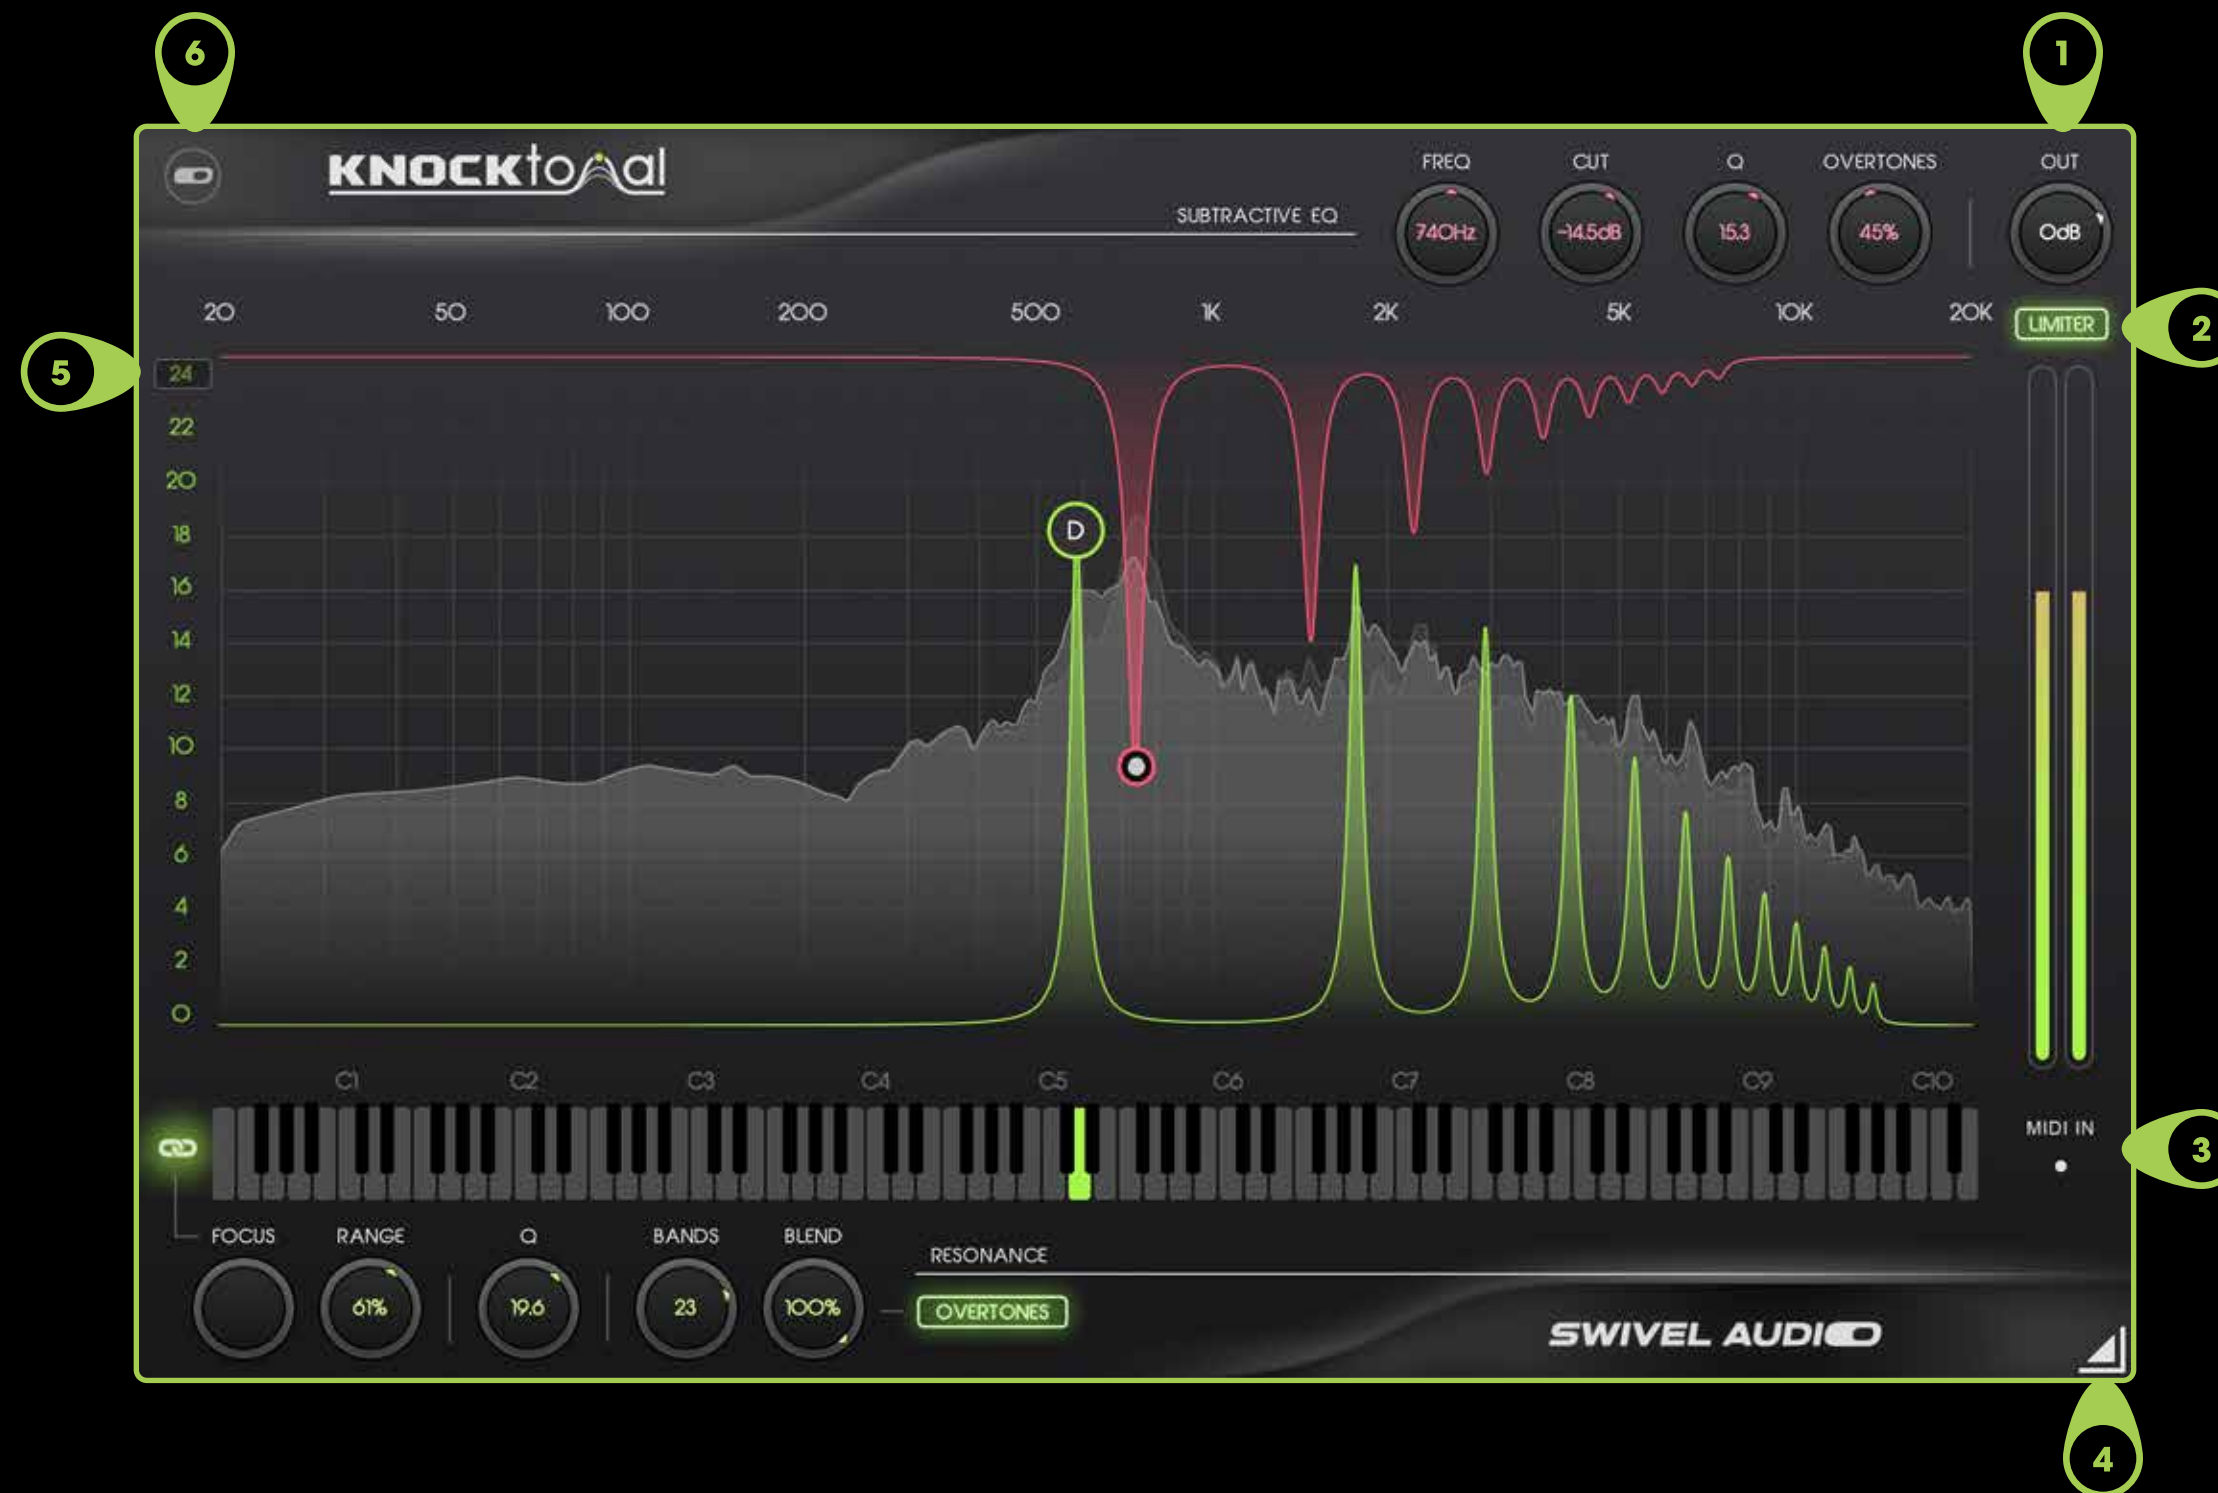 6
1
KNOCKtonal
FREQ CUT Q OVERTONES OUT
SUBTRACTIVE EQ
740Hz -14.5dB 15.3 45% 0dB
20 50 100 200 500 1K 2K 5K 10K 20K
LIMITER
2
5
24
22
20
18
D
16
14
12
10
8
6
4
2
0
C1 C2 C3 C4 C5 C6 C7 C8 C9 C10
MIDI IN
3
FOCUS RANGE Q BANDS BLEND
RESONANCE
61% 19.6 23 100%
OVERTONES
SWIVEL AUDIO
4